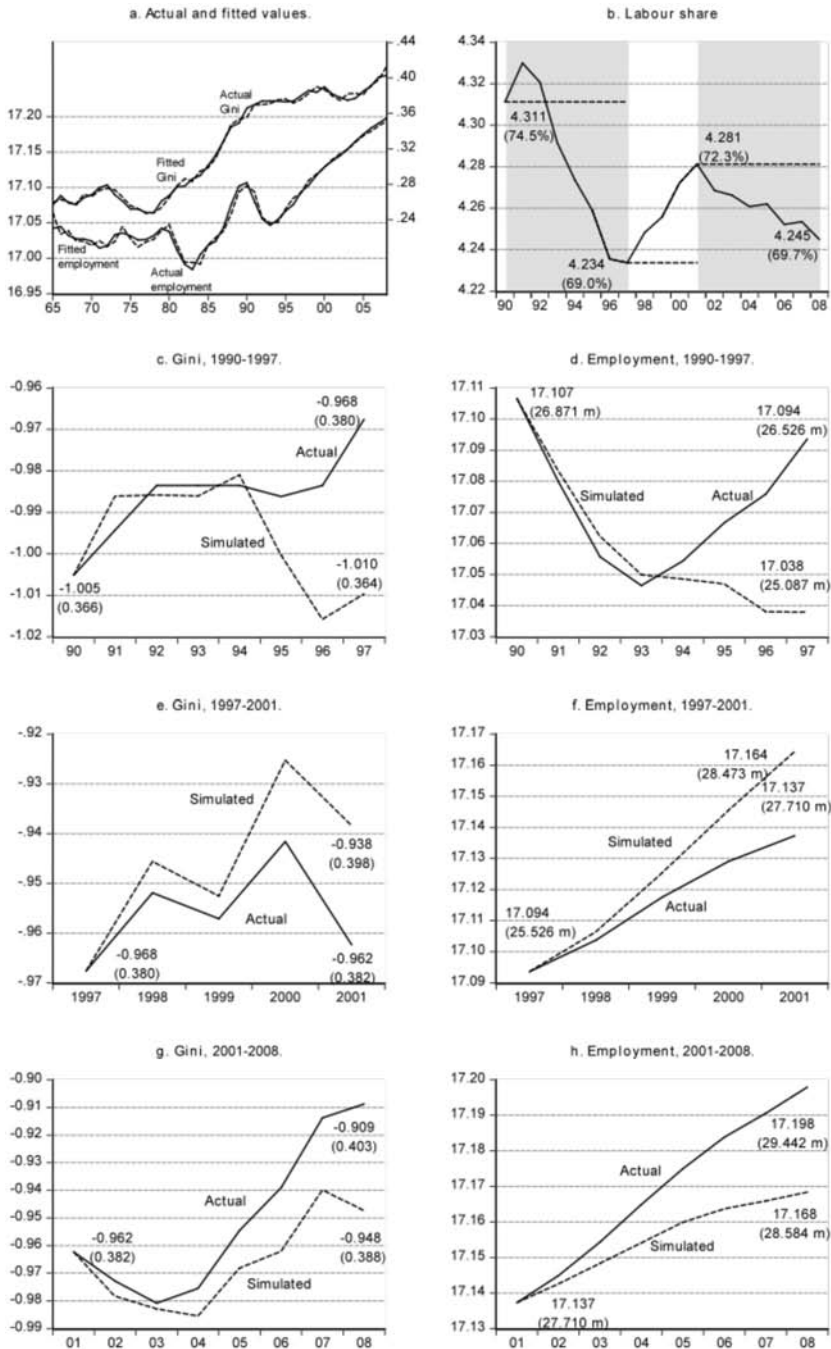 a. Actual and fitted values.
.44
.40
.36
.32
.28
.24
17.20
17.15
17.10
17.05
17.00
16.95
Actual
Gini
Fitted
Gini
Fitted
employment
Actual
employment
65 70 75 80 85 90 95 00 05
b. Labour share
4.34
4.32
4.30
4.28
4.26
4.24
4.22
4.311
(74.5%)
4.281
(72.3%)
4.234
(69.0%)
4.245
(69.7%)
90 92 94 96 98 00 02 04 06 08
c. Gini, 1990-1997.
-0.96
-0.97
-0.98
-0.99
-1.00
-1.01
-1.02
-0.968
(0.380)
Actual
Simulated
-1.005
(0.366)
-1.010
(0.364)
90 91 92 93 94 95 96 97
d. Employment, 1990-1997.
17.11
17.10
17.09
17.08
17.07
17.06
17.05
17.04
17.03
17.107
(26.871 m)
17.094
(26.526 m)
Simulated
Actual
17.038
(25.087 m)
90 91 92 93 94 95 96 97
e. Gini, 1997-2001.
-.92
-.93
-.94
-.95
-.96
-.97
Simulated
-0.938
(0.398)
Actual
-0.968
(0.380)
-0.962
(0.382)
1997 1998 1999 2000 2001
f. Employment, 1997-2001.
17.17
17.16
17.15
17.14
17.13
17.12
17.11
17.10
17.09
17.164
(28.473 m)
17.137
(27.710 m)
Simulated
Actual
17.094
(25.526 m)
1997 1998 1999 2000 2001
g. Gini, 2001-2008.
-0.90
-0.91
-0.92
-0.93
-0.94
-0.95
-0.96
-0.97
-0.98
-0.99
-0.909
(0.403)
Actual
-0.962
(0.382)
-0.948
(0.388)
Simulated
01 02 03 04 05 06 07 08
h. Employment, 2001-2008.
17.20
17.19
17.18
17.17
17.16
17.15
17.14
17.13
17.198
(29.442 m)
Actual
17.168
(28.584 m)
Simulated
17.137
(27.710 m)
01 02 03 04 05 06 07 08